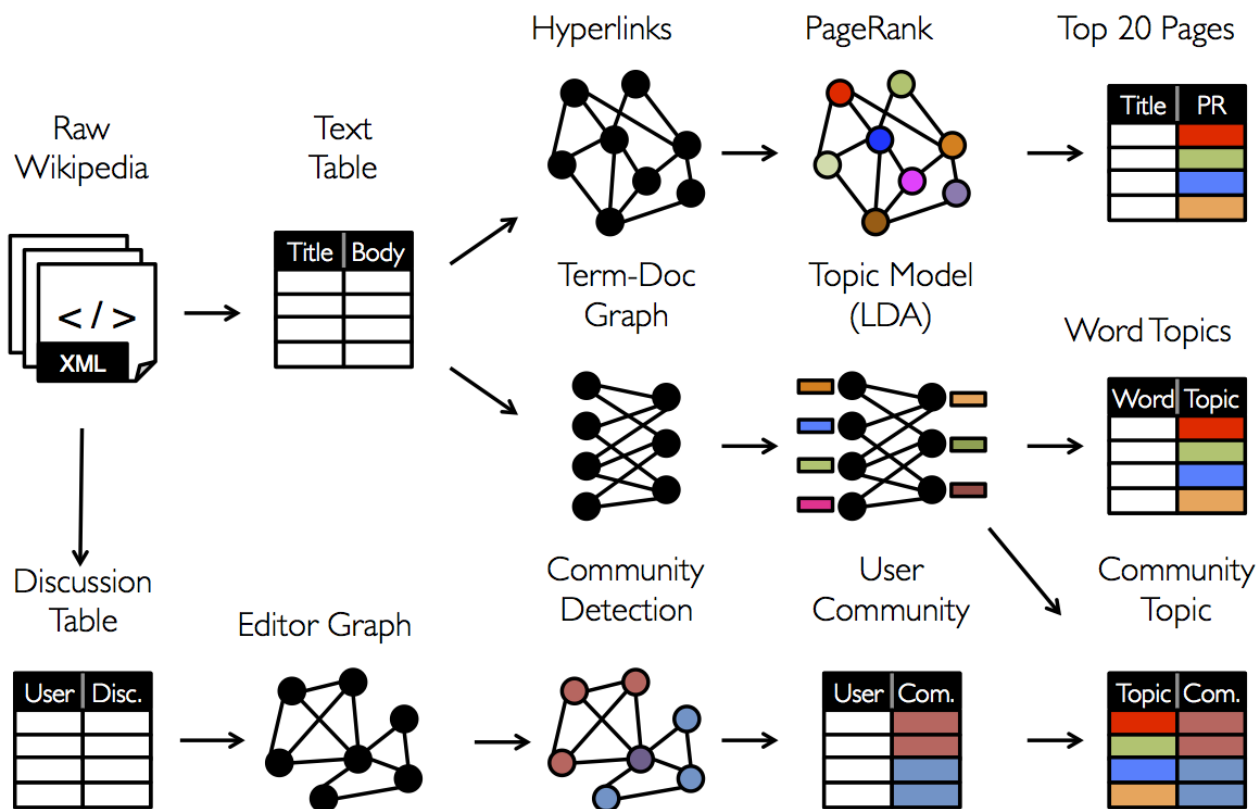 Hyperlinks
PageRank
Top 20 Pages
Raw
Wikipedia
Text
Table
Title
PR
</>
XML
Title
Body
Term-Doc
Graph
Topic Model
(LDA)
Word Topics
Word
Topic
Discussion
Table
Editor Graph
Community
Detection
User
Community
Community
Topic
User
Disc.
User
Com.
Topic
Com.